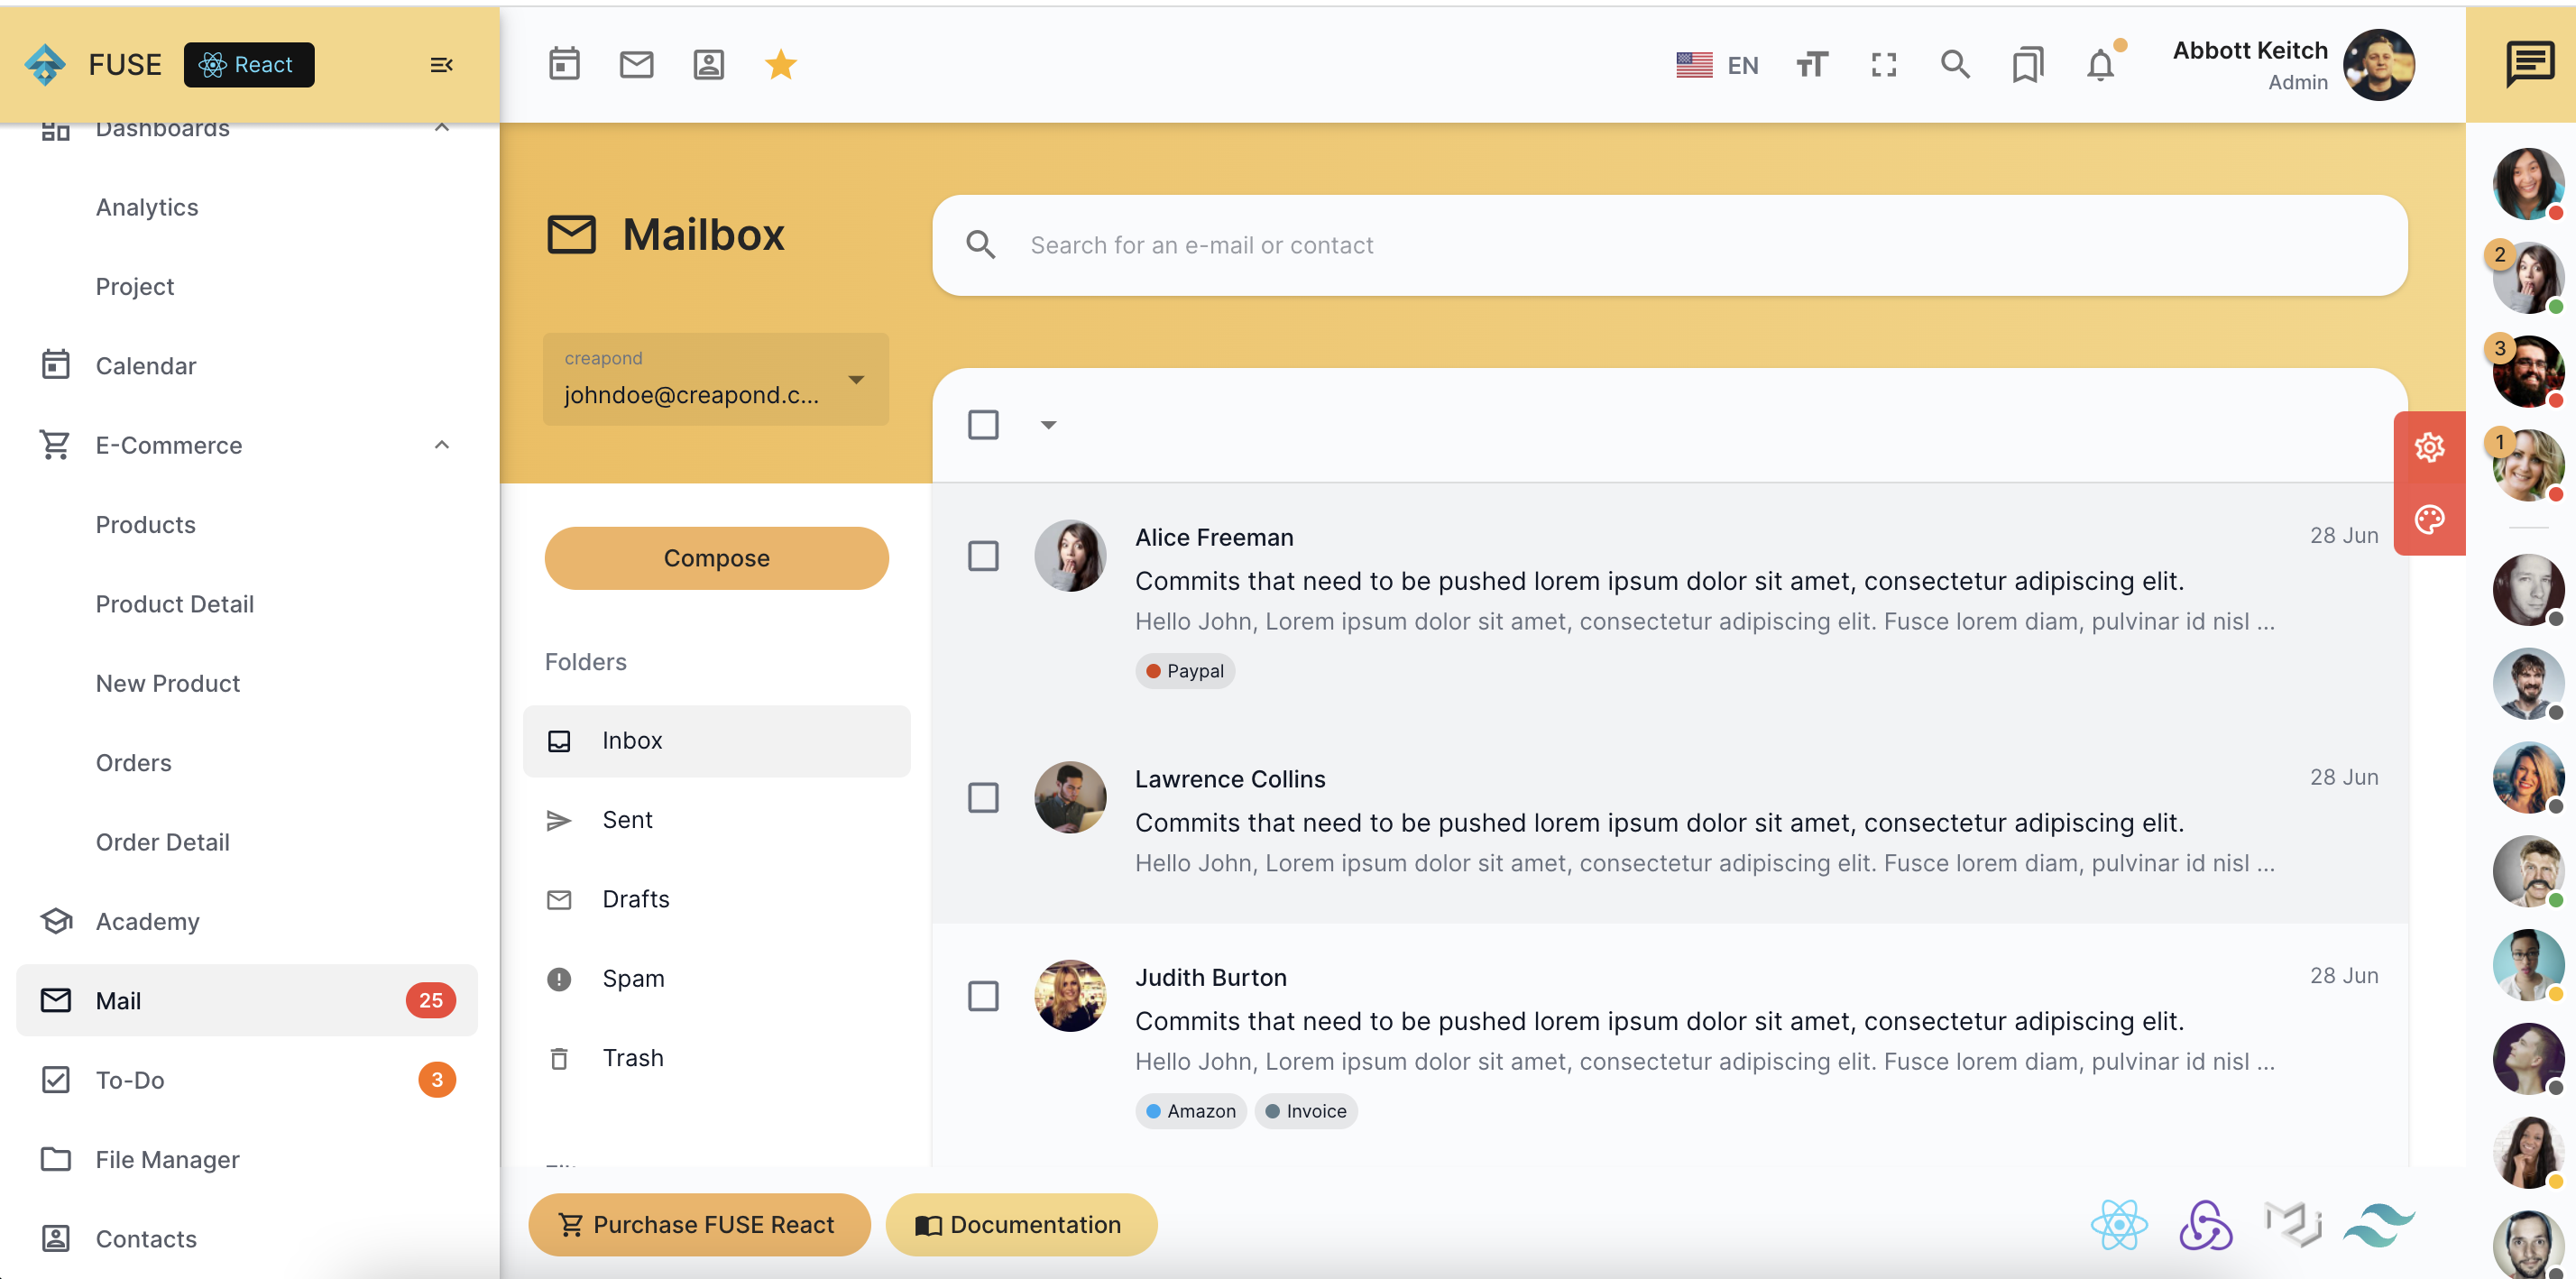 FUSE
React
Dashboards
Analytics
Project
Calendar
E-Commerce
Products
Product Detail
New Product
Orders
Order Detail
Academy
Mail
25
To-Do
3
File Manager
Contacts
EN
Abbott Keitch
Admin
Mailbox
Search for an e-mail or contact
creapond
johndoe@creapond.c...
Compose
Folders
Inbox
Sent
Drafts
Spam
Trash
Alice Freeman
28 Jun
Commits that need to be pushed lorem ipsum dolor sit amet, consectetur adipiscing elit.
Hello John, Lorem ipsum dolor sit amet, consectetur adipiscing elit. Fusce lorem diam, pulvinar id nisl ...
Paypal
Lawrence Collins
28 Jun
Commits that need to be pushed lorem ipsum dolor sit amet, consectetur adipiscing elit.
Hello John, Lorem ipsum dolor sit amet, consectetur adipiscing elit. Fusce lorem diam, pulvinar id nisl ...
Judith Burton
28 Jun
Commits that need to be pushed lorem ipsum dolor sit amet, consectetur adipiscing elit.
Hello John, Lorem ipsum dolor sit amet, consectetur adipiscing elit. Fusce lorem diam, pulvinar id nisl ...
Amazon
Invoice
Purchase FUSE React
Documentation
2
3
1